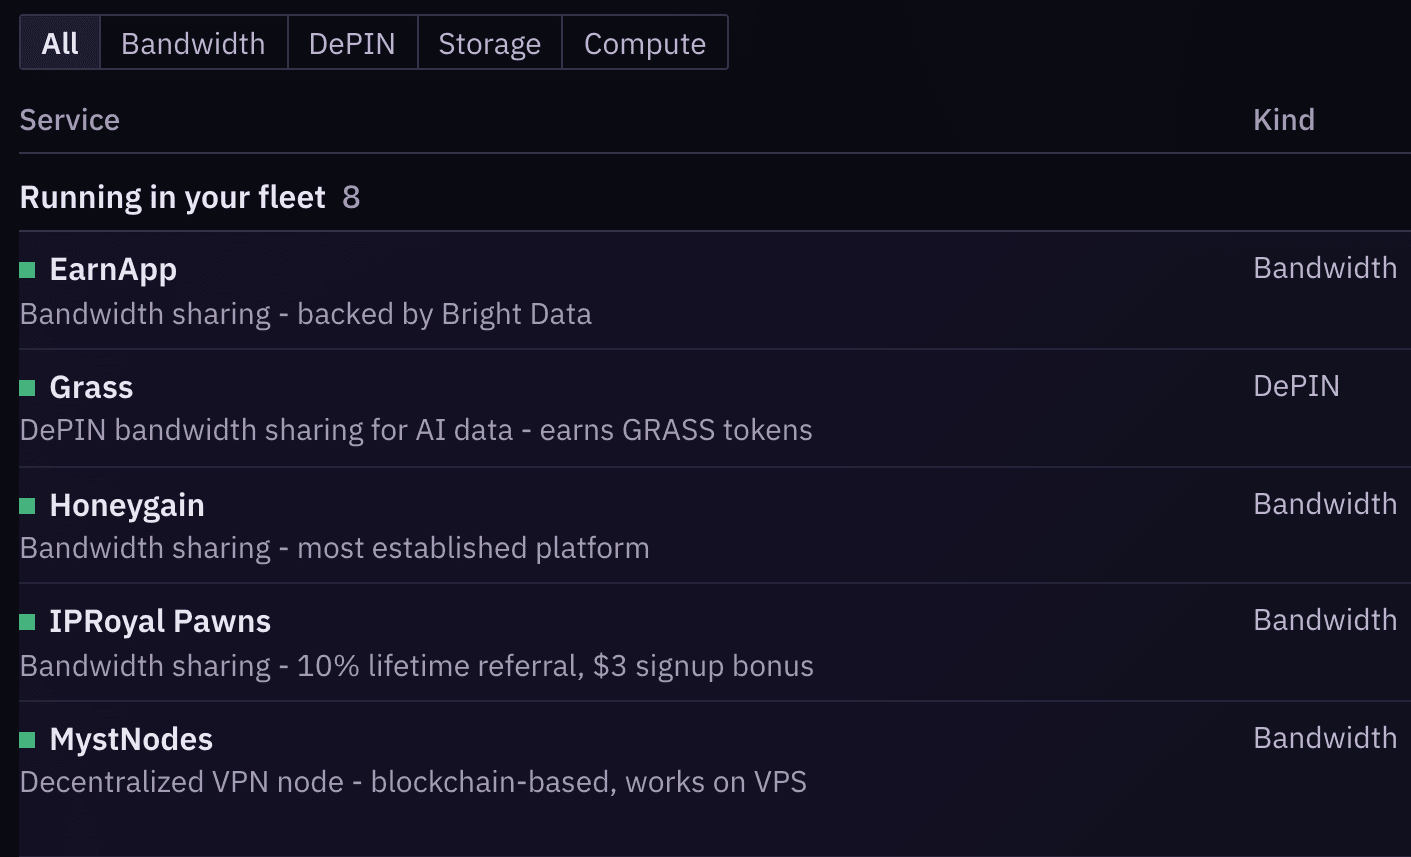 All Bandwidth DePIN Storage Compute
Service Kind
Running in your fleet 8
EarnApp Bandwidth
Bandwidth sharing - backed by Bright Data
Grass DePIN
DePIN bandwidth sharing for AI data - earns GRASS tokens
Honeygain Bandwidth
Bandwidth sharing - most established platform
IPRoyal Pawns Bandwidth
Bandwidth sharing - 10% lifetime referral, $3 signup bonus
MystNodes Bandwidth
Decentralized VPN node - blockchain-based, works on VPS